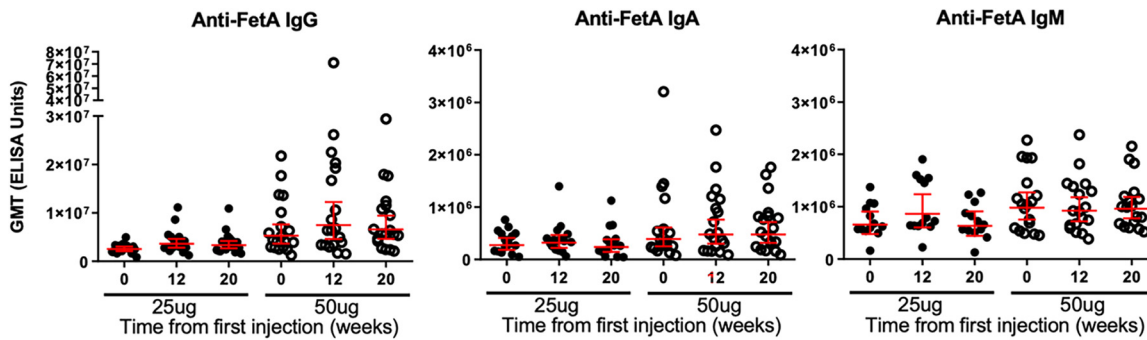 Anti-FetA IgG
GMT (ELISA Units)
8×10⁷
7×10⁷
6×10⁷
5×10⁷
4×10⁷
3×10⁷
2×10⁷
1×10⁷
0
0 12 20 0 12 20
25ug 50ug
Time from first injection (weeks)
Anti-FetA IgA
4×10⁶
3×10⁶
2×10⁶
1×10⁶
0
0 12 20 0 12 20
25ug 50ug
Time from first injection (weeks)
Anti-FetA IgM
4×10⁶
3×10⁶
2×10⁶
1×10⁶
0
0 12 20 0 12 20
25ug 50ug
Time from first injection (weeks)